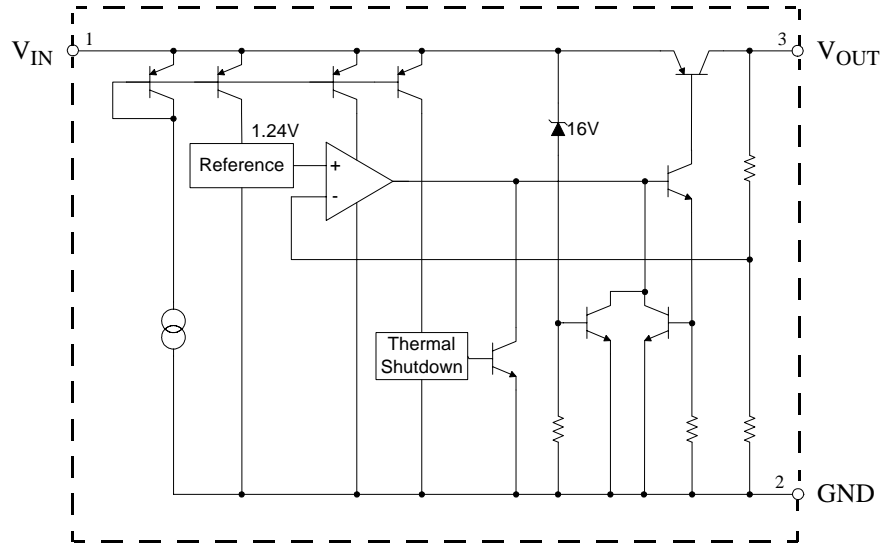 1
V_IN
3
V_OUT
1.24V
16V
Reference
+
-
Thermal
Shutdown
2
GND